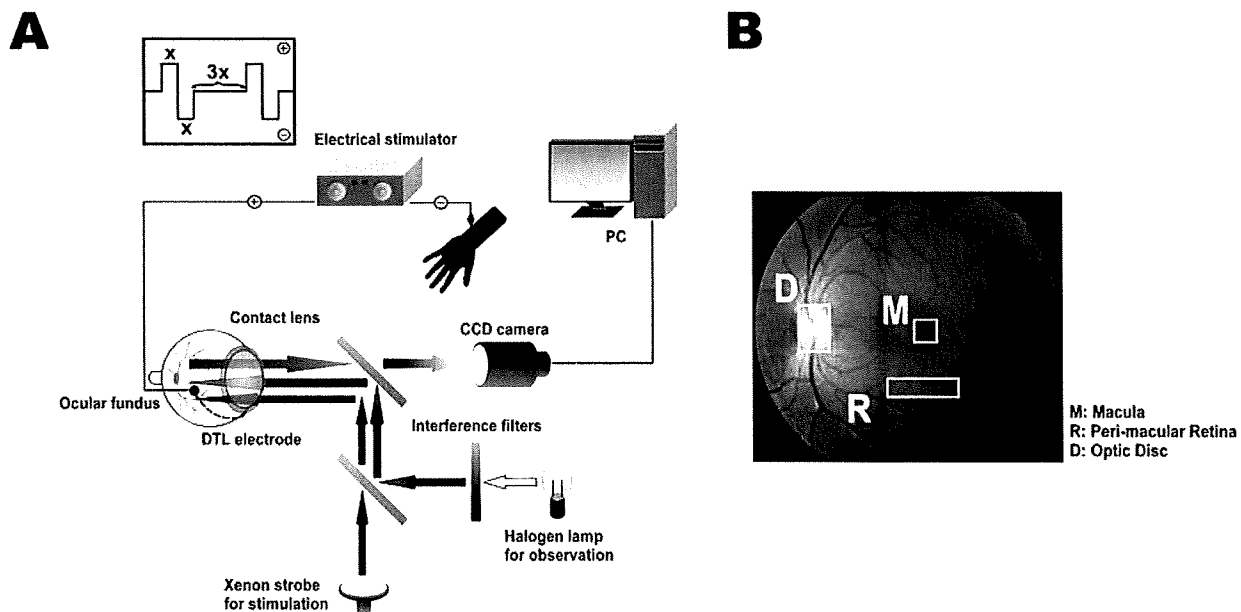 A
B
x
3x
x
⊕
⊖
Electrical stimulator
⊕
⊖
PC
Contact lens
CCD camera
Ocular fundus
DTL electrode
Interference filters
Halogen lamp
for observation
Xenon strobe
for stimulation
D
M
R
M: Macula
R: Peri-macular Retina
D: Optic Disc